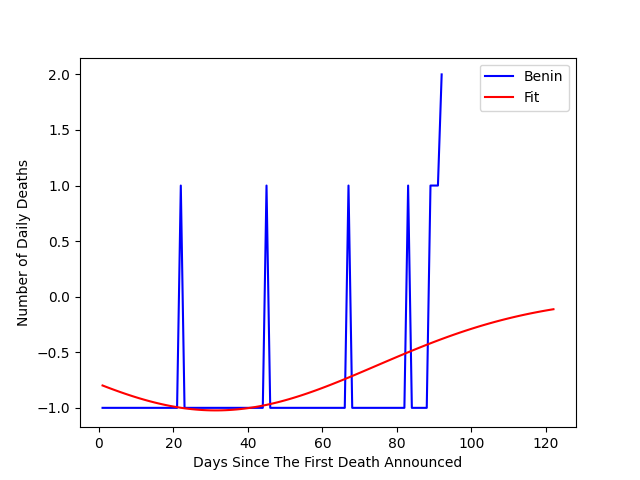 Benin
Fit
Number of Daily Deaths
2.0
1.5
1.0
0.5
0.0
−0.5
−1.0
0 20 40 60 80 100 120
Days Since The First Death Announced